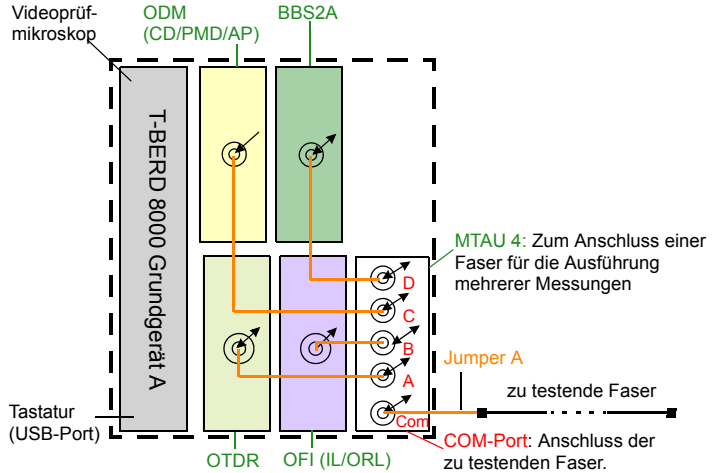 Videoprüf-
mikroskop
ODM
(CD/PMD/AP)
BBS2A
T-BERD 8000 Grundgerät A
MTAU 4: Zum Anschluss einer
Faser für die Ausführung
mehrerer Messungen
D
C
B
A
Com
Jumper A
zu testende Faser
Tastatur
(USB-Port)
OTDR
OFI (IL/ORL)
COM-Port: Anschluss der
zu testenden Faser.